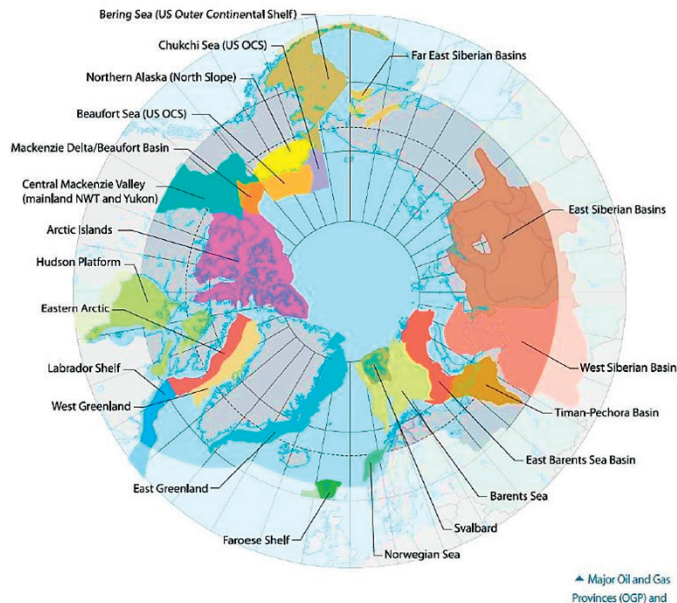 Bering Sea (US Outer Continental Shelf)
Chukchi Sea (US OCS)
Northern Alaska (North Slope)
Beaufort Sea (US OCS)
Mackenzie Delta/Beaufort Basin
Central Mackenzie Valley
(mainland NWT and Yukon)
Arctic Islands
Hudson Platform
Eastern Arctic
Labrador Shelf
West Greenland
East Greenland
Faroese Shelf
Norwegian Sea
Svalbard
Barents Sea
East Barents Sea Basin
Timan-Pechora Basin
West Siberian Basin
East Siberian Basins
Far East Siberian Basins
▲ Major Oil and Gas
Provinces (OGP) and